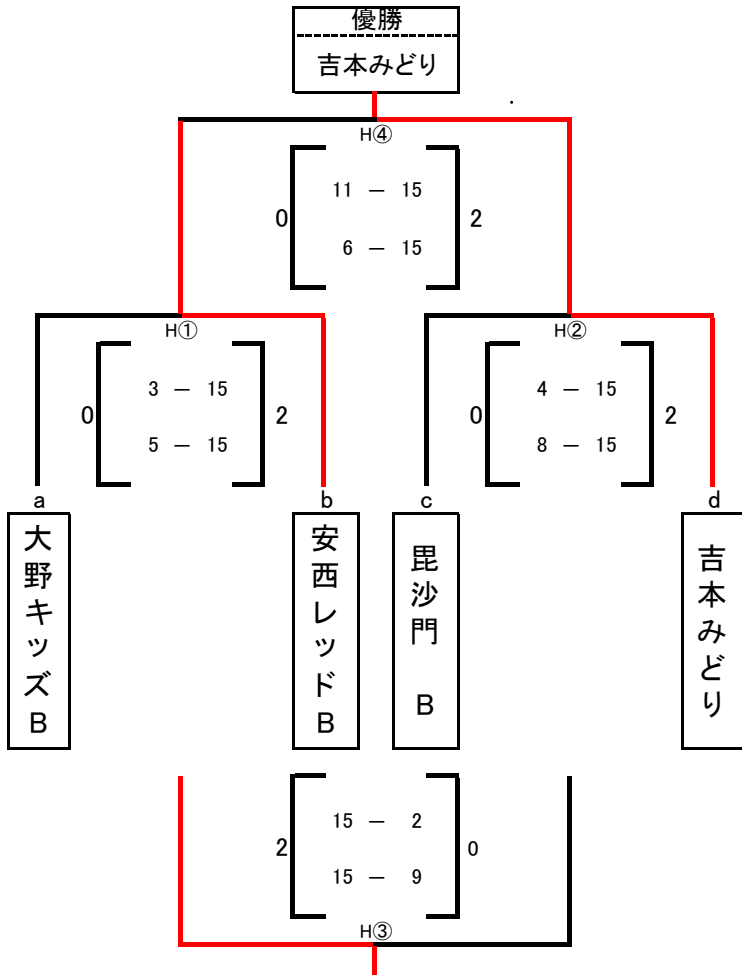 優勝
吉本みどり
H④
11 － 15
0 2
6 － 15
H① H②
3 － 15 4 － 15
0 2 0 2
5 － 15 8 － 15
a b c d
大野キッズB
安西レッドB
毘沙門 B
吉本みどり
15 － 2
2 0
15 － 9
H③